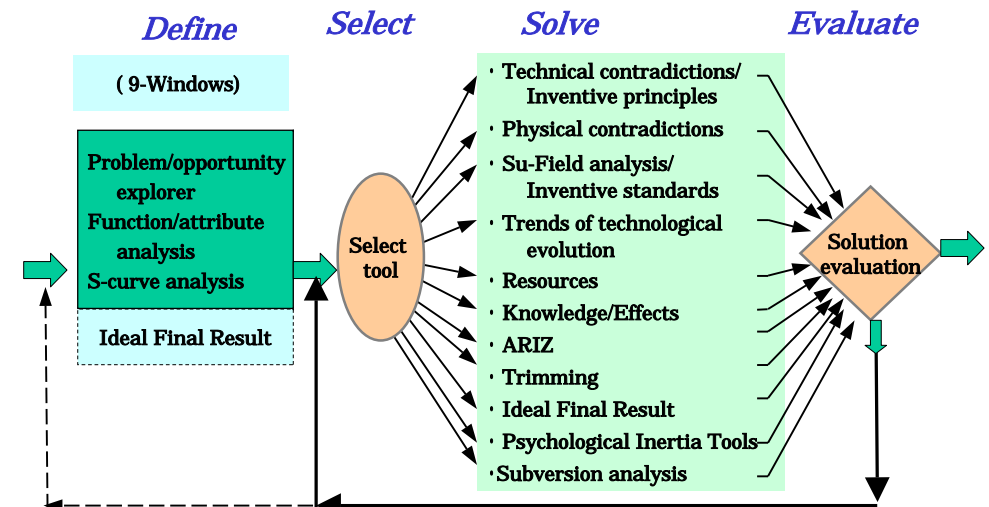 Define
Select
Solve
Evaluate
( 9-Windows)
Problem/opportunity
explorer
Function/attribute
analysis
S-curve analysis
Ideal Final Result
Select
tool
· Technical contradictions/
Inventive principles
· Physical contradictions
· Su-Field analysis/
Inventive standards
· Trends of technological
evolution
· Resources
· Knowledge/Effects
· ARIZ
· Trimming
· Ideal Final Result
· Psychological Inertia Tools
·Subversion analysis
Solution
evaluation